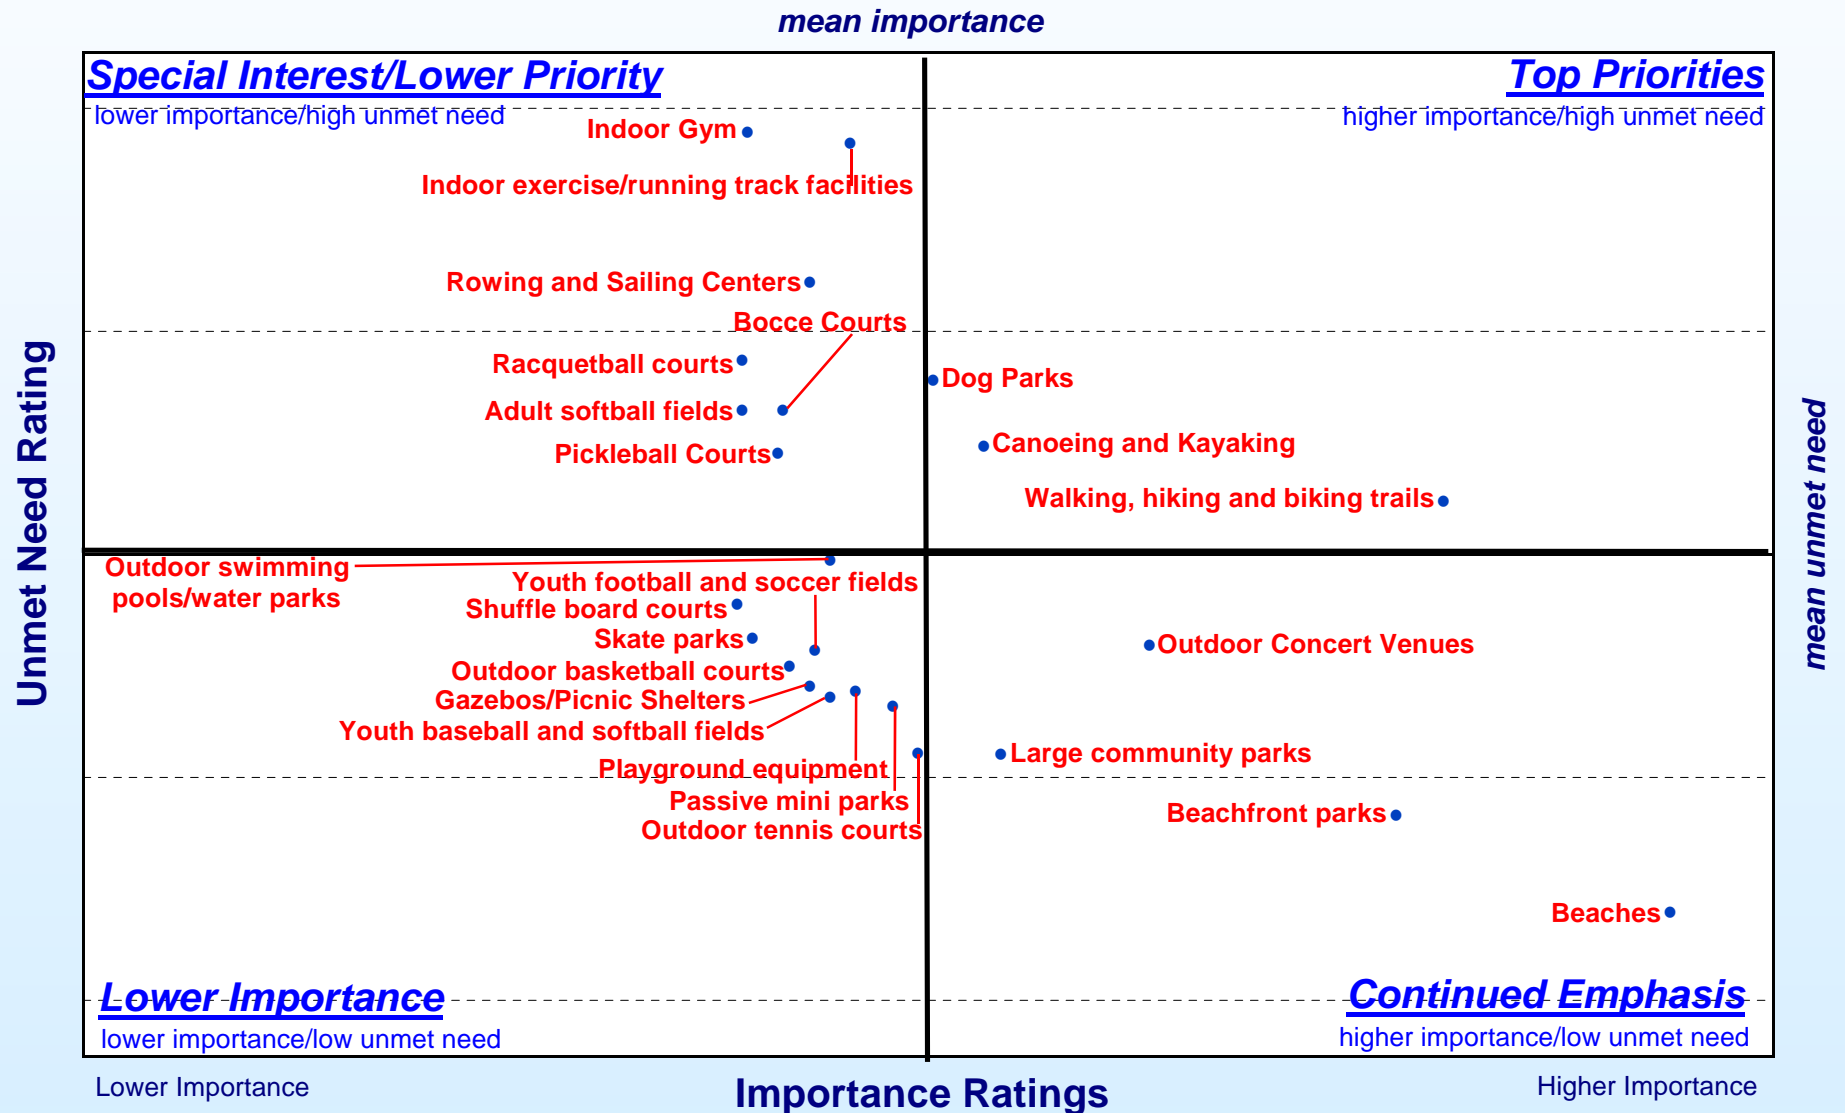 mean importance
Special Interest/Lower Priority
Top Priorities
lower importance/high unmet need
higher importance/high unmet need
Indoor Gym
Indoor exercise/running track facilities
Rowing and Sailing Centers
Bocce Courts
Racquetball courts
Dog Parks
Adult softball fields
Canoeing and Kayaking
Pickleball Courts
Walking, hiking and biking trails
Unmet Need Rating
mean unmet need
Outdoor swimming
pools/water parks
Youth football and soccer fields
Shuffle board courts
Skate parks
Outdoor Concert Venues
Outdoor basketball courts
Gazebos/Picnic Shelters
Youth baseball and softball fields
Large community parks
Playground equipment
Passive mini parks
Beachfront parks
Outdoor tennis courts
Beaches
Lower Importance
Continued Emphasis
lower importance/low unmet need
higher importance/low unmet need
Lower Importance
Importance Ratings
Higher Importance